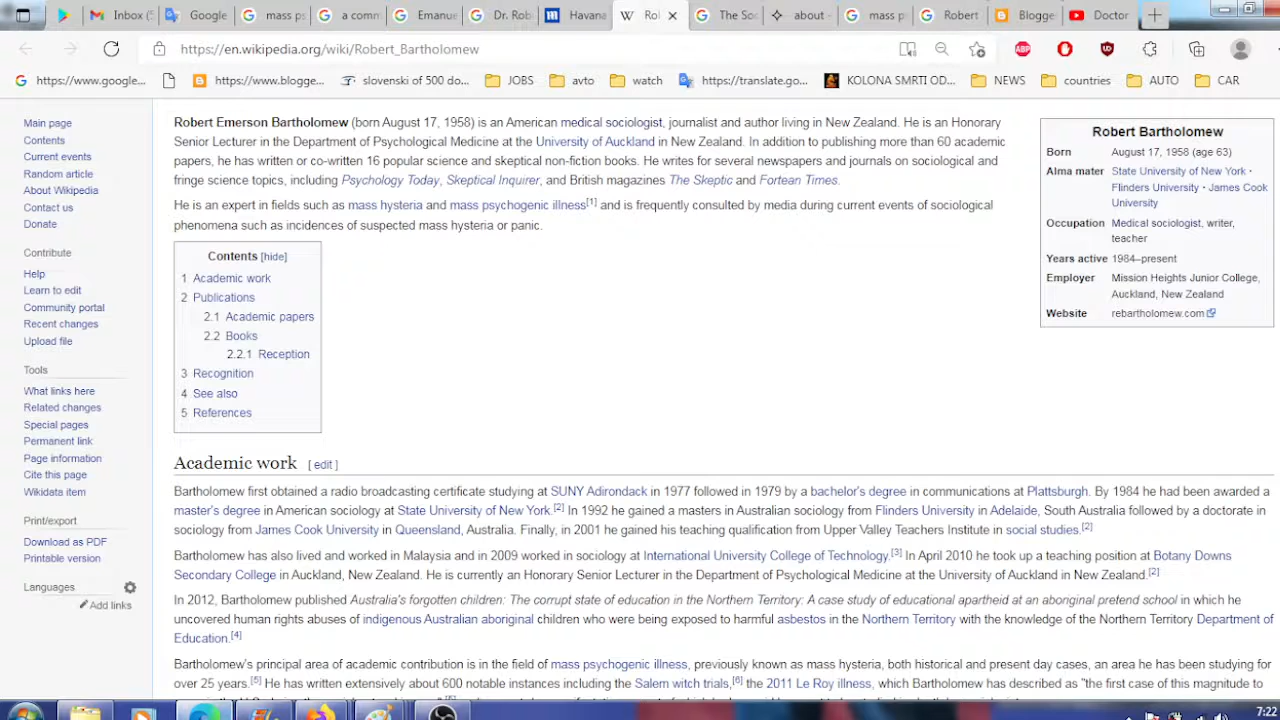 Inbox (
Google
mass ps
a comm
Emanue
Dr. Rob
Havana
Ro
The Soc
about -
mass p
Robert
Blogge
Doctor
https://en.wikipedia.org/wiki/Robert_Bartholomew
https://www.google...
https://www.blogge...
slovenski of 500 do...
JOBS
avto
watch
https://translate.go...
KOLONA SMRTI OD...
NEWS
countries
AUTO
CAR
Main page
Contents
Current events
Random article
About Wikipedia
Contact us
Donate
Contribute
Help
Learn to edit
Community portal
Recent changes
Upload file
Tools
What links here
Related changes
Special pages
Permanent link
Page information
Cite this page
Wikidata item
Print/export
Download as PDF
Printable version
Languages
Add links
Robert Emerson Bartholomew (born August 17, 1958) is an American medical sociologist, journalist and author living in New Zealand. He is an Honorary
Senior Lecturer in the Department of Psychological Medicine at the University of Auckland in New Zealand. In addition to publishing more than 60 academic
papers, he has written or co-written 16 popular science and skeptical non-fiction books. He writes for several newspapers and journals on sociological and
fringe science topics, including Psychology Today, Skeptical Inquirer, and British magazines The Skeptic and Fortean Times.
He is an expert in fields such as mass hysteria and mass psychogenic illness[1] and is frequently consulted by media during current events of sociological
phenomena such as incidences of suspected mass hysteria or panic.
Contents [hide]
1 Academic work
2 Publications
2.1 Academic papers
2.2 Books
2.2.1 Reception
3 Recognition
4 See also
5 References
Robert Bartholomew
Born August 17, 1958 (age 63)
Alma mater State University of New York ·
Flinders University · James Cook
University
Occupation Medical sociologist, writer,
teacher
Years active 1984–present
Employer Mission Heights Junior College,
Auckland, New Zealand
Website rebartholomew.com
Academic work [ edit ]
Bartholomew first obtained a radio broadcasting certificate studying at SUNY Adirondack in 1977 followed in 1979 by a bachelor's degree in communications at Plattsburgh. By 1984 he had been awarded a
master's degree in American sociology at State University of New York.[2] In 1992 he gained a masters in Australian sociology from Flinders University in Adelaide, South Australia followed by a doctorate in
sociology from James Cook University in Queensland, Australia. Finally, in 2001 he gained his teaching qualification from Upper Valley Teachers Institute in social studies.[2]
Bartholomew has also lived and worked in Malaysia and in 2009 worked in sociology at International University College of Technology.[3] In April 2010 he took up a teaching position at Botany Downs
Secondary College in Auckland, New Zealand. He is currently an Honorary Senior Lecturer in the Department of Psychological Medicine at the University of Auckland in New Zealand.[2]
In 2012, Bartholomew published Australia's forgotten children: The corrupt state of education in the Northern Territory: A case study of educational apartheid at an aboriginal pretend school in which he
uncovered human rights abuses of indigenous Australian aboriginal children who were being exposed to harmful asbestos in the Northern Territory with the knowledge of the Northern Territory Department of
Education.[4]
Bartholomew's principal area of academic contribution is in the field of mass psychogenic illness, previously known as mass hysteria, both historical and present day cases, an area he has been studying for
over 25 years.[5] He has written extensively about 600 notable instances including the Salem witch trials,[6] the 2011 Le Roy illness, which Bartholomew has described as "the first case of this magnitude to
7:22